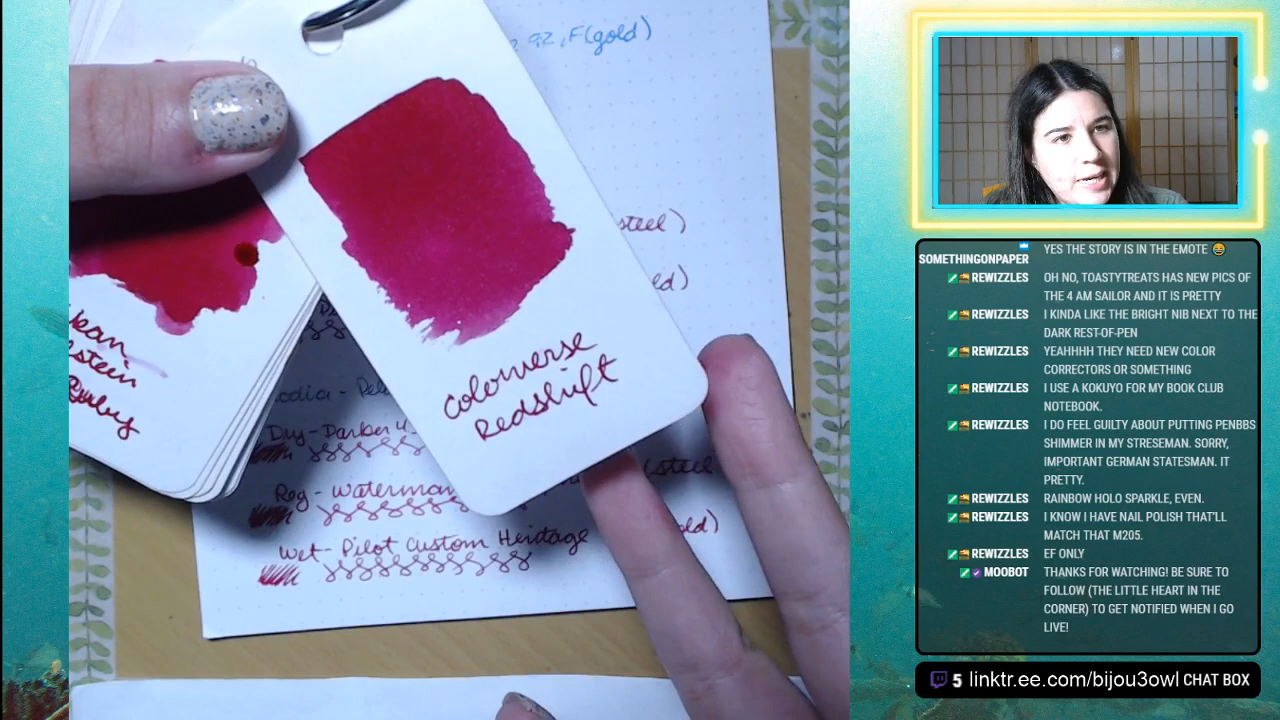 92, F(gold)
steel)
Colorverse
Redshift
Ruby
Dry-
Reg - Waterman
steel
Wet - Pilot Custom Heritage
SOMETHINGONPAPER YES THE STORY IS IN THE EMOTE 😄
REWIZZLES OH NO, TOASTYTREATS HAS NEW PICS OF
THE 4 AM SAILOR AND IT IS PRETTY
REWIZZLES I KINDA LIKE THE BRIGHT NIB NEXT TO THE
DARK REST-OF-PEN
REWIZZLES YEAHHHH THEY NEED NEW COLOR
CORRECTORS OR SOMETHING
REWIZZLES I USE A KOKUYO FOR MY BOOK CLUB
NOTEBOOK.
REWIZZLES I DO FEEL GUILTY ABOUT PUTTING PENBBS
SHIMMER IN MY STRESEMAN. SORRY,
IMPORTANT GERMAN STATESMAN. IT
PRETTY.
REWIZZLES RAINBOW HOLO SPARKLE, EVEN.
REWIZZLES I KNOW I HAVE NAIL POLISH THAT'LL
MATCH THAT M205.
REWIZZLES EF ONLY
MOOBOT THANKS FOR WATCHING! BE SURE TO
FOLLOW (THE LITTLE HEART IN THE
CORNER) TO GET NOTIFIED WHEN I GO
LIVE!
5 linktr.ee.com/bijou3owl CHAT BOX